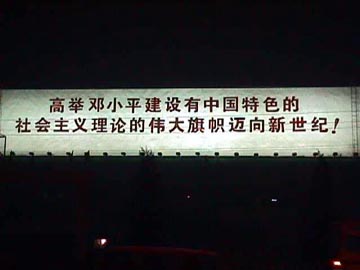 高举邓小平建设有中国特色的
社会主义理论的伟大旗帜迈向新世纪!